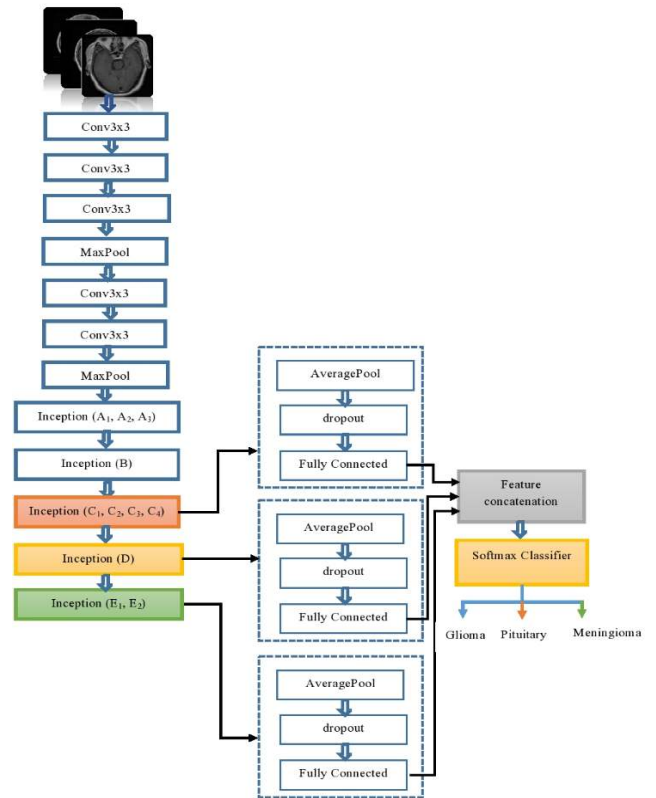 Conv3x3
Conv3x3
Conv3x3
MaxPool
Conv3x3
Conv3x3
MaxPool
Inception (A₁, A₂, A₃)
Inception (B)
Inception (C₁, C₂, C₃, C₄)
Inception (D)
Inception (E₁, E₂)
AveragePool
dropout
Fully Connected
AveragePool
dropout
Fully Connected
AveragePool
dropout
Fully Connected
Feature
concatenation
Softmax Classifier
Glioma
Pituitary
Meningioma